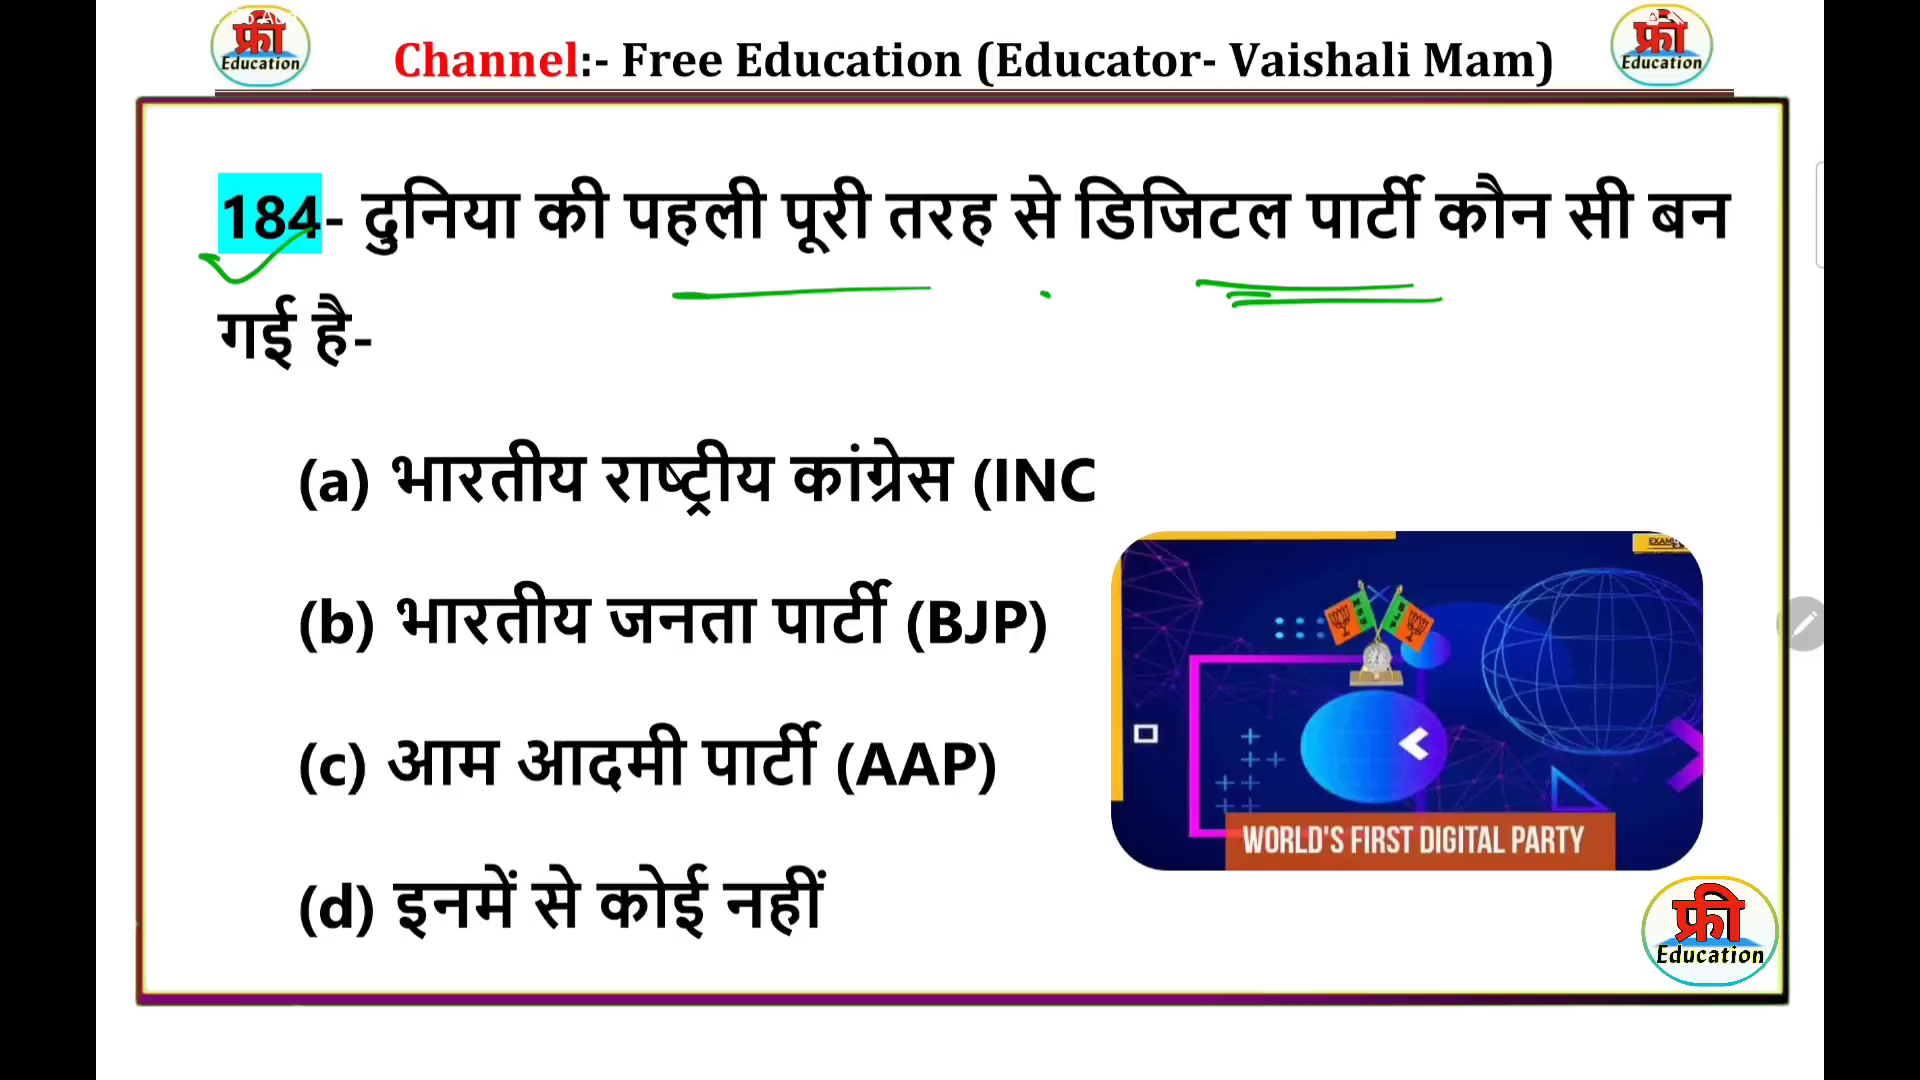 फ्री
Education
Channel:- Free Education (Educator- Vaishali Mam)
फ्री
Education
184- दुनिया की पहली पूरी तरह से डिजिटल पार्टी कौन सी बन
गई है-
(a) भारतीय राष्ट्रीय कांग्रेस (INC
(b) भारतीय जनता पार्टी (BJP)
(c) आम आदमी पार्टी (AAP)
(d) इनमें से कोई नहीं
WORLD'S FIRST DIGITAL PARTY
फ्री
Education